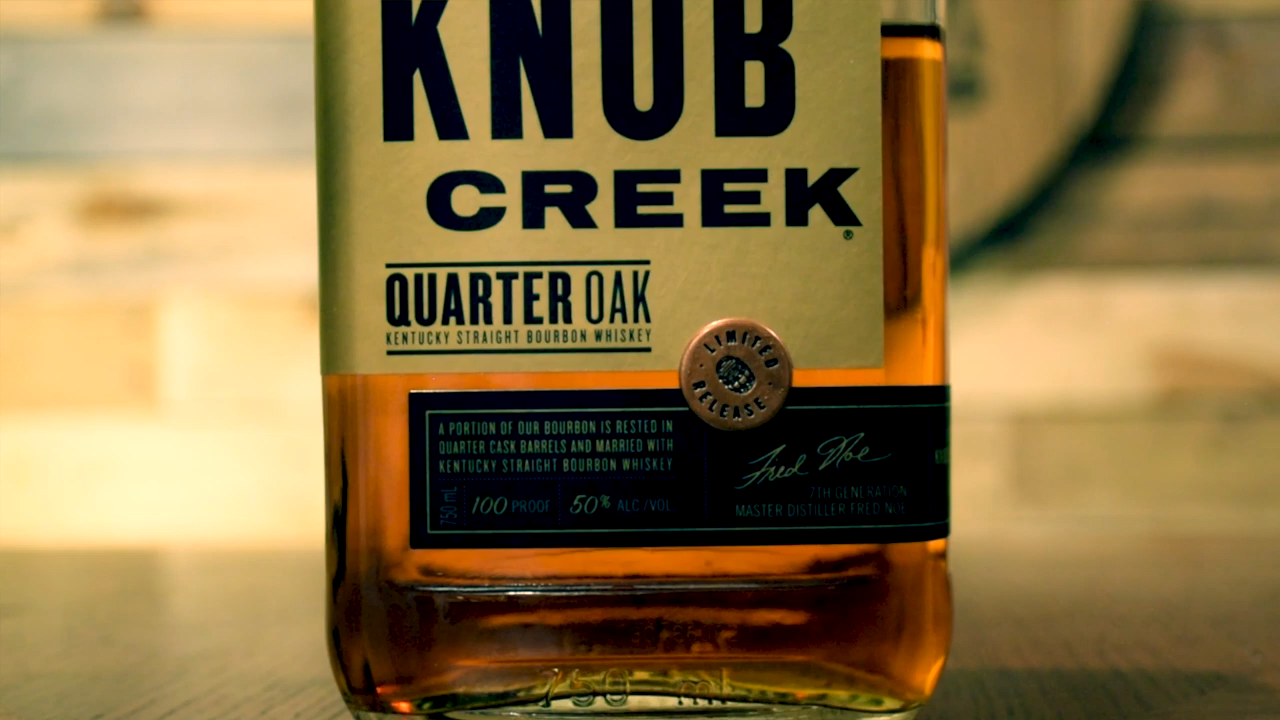 KNOB
CREEK®
QUARTER OAK
KENTUCKY STRAIGHT BOURBON WHISKEY
LIMITED
RELEASE
A PORTION OF OUR BOURBON IS RESTED IN
QUARTER CASK BARRELS AND MARRIED WITH
KENTUCKY STRAIGHT BOURBON WHISKEY
750 mL
100 PROOF
50% ALC/VOL
Fred Noe
7TH GENERATION
MASTER DISTILLER FRED NOE
750 ml